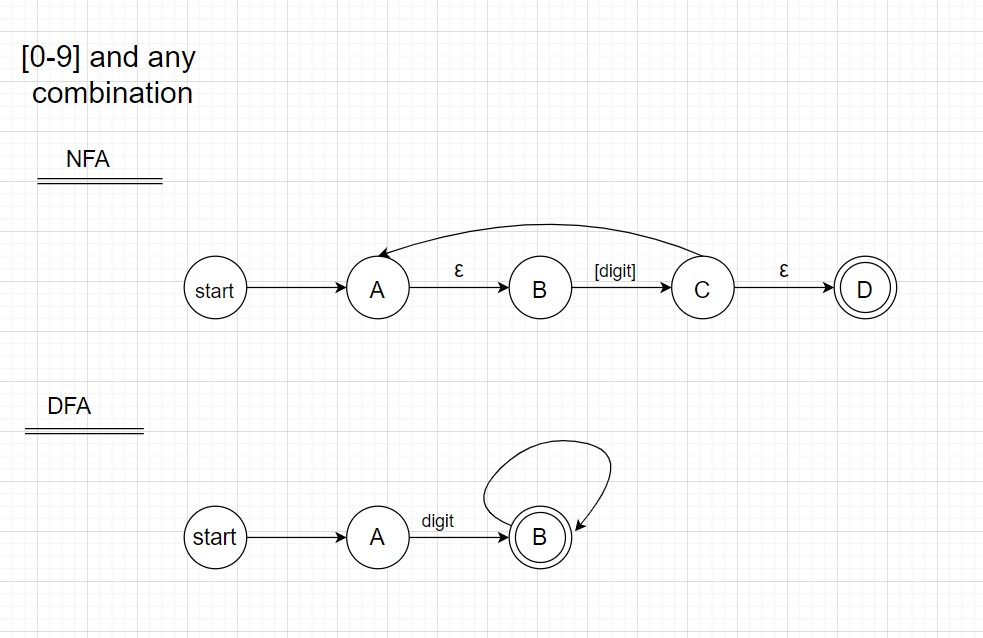 [0-9] and any
combination
NFA
start
A
ε
B
[digit]
C
ε
D
DFA
start
A
digit
B